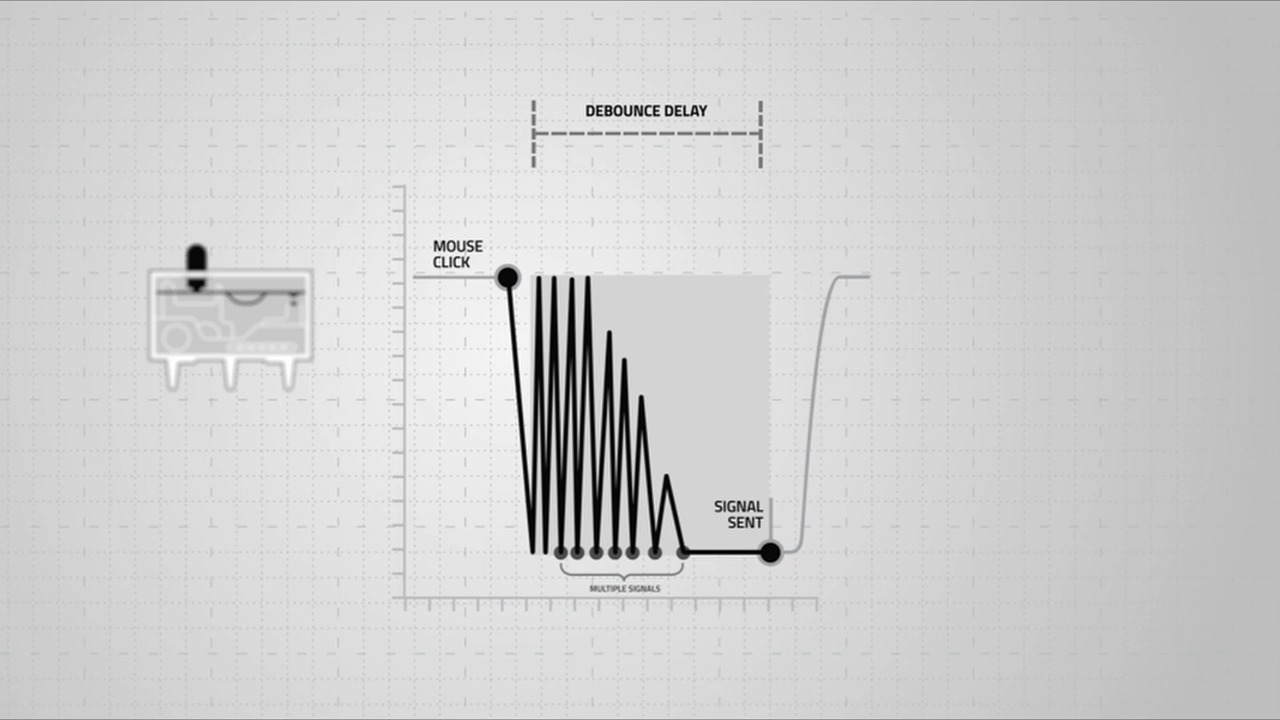 DEBOUNCE DELAY
MOUSE
CLICK
SIGNAL
SENT
MULTIPLE SIGNALS